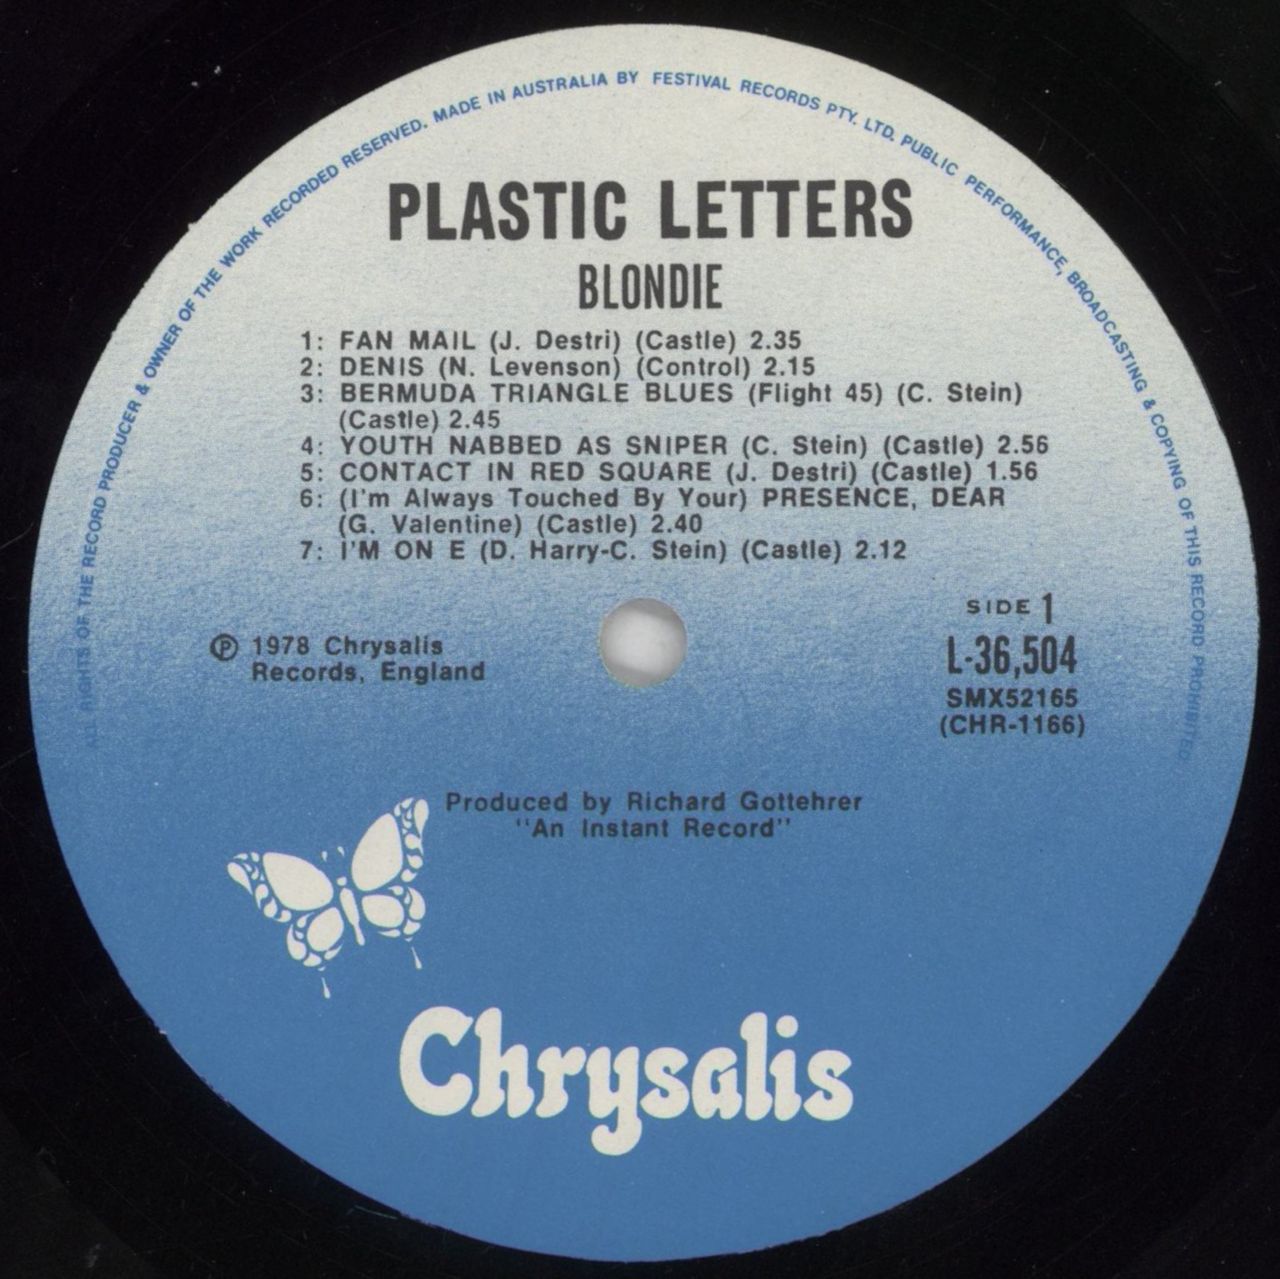 ALL RIGHTS OF THE RECORD PRODUCER & OWNER OF THE WORK RECORDED RESERVED. MADE IN AUSTRALIA BY FESTIVAL RECORDS PTY. LTD. PUBLIC PERFORMANCE, BROADCASTING & COPYING OF THIS RECORD PROHIBITED
PLASTIC LETTERS
BLONDIE
1: FAN MAIL (J. Destri) (Castle) 2.35
2: DENIS (N. Levenson) (Control) 2.15
3: BERMUDA TRIANGLE BLUES (Flight 45) (C. Stein)
(Castle) 2.45
4: YOUTH NABBED AS SNIPER (C. Stein) (Castle) 2.56
5: CONTACT IN RED SQUARE (J. Destri) (Castle) 1.56
6: (I'm Always Touched By Your) PRESENCE, DEAR
(G. Valentine) (Castle) 2.40
7: I'M ON E (D. Harry-C. Stein) (Castle) 2.12
SIDE 1
L-36,504
SMX52165
(CHR-1166)
Ⓟ 1978 Chrysalis
Records, England
Produced by Richard Gottehrer
"An Instant Record"
Chrysalis